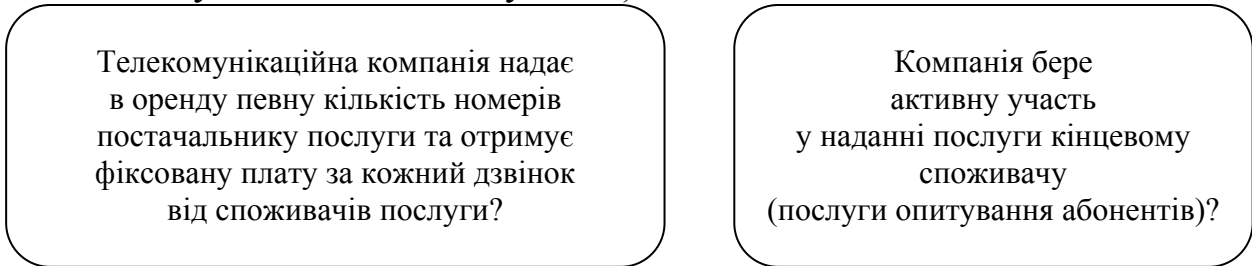 Телекомунікаційна компанія надає
в оренду певну кількість номерів
постачальнику послуги та отримує
фіксовану плату за кожний дзвінок
від споживачів послуги?
Компанія бере
активну участь
у наданні послуги кінцевому
споживачу
(послуги опитування абонентів)?